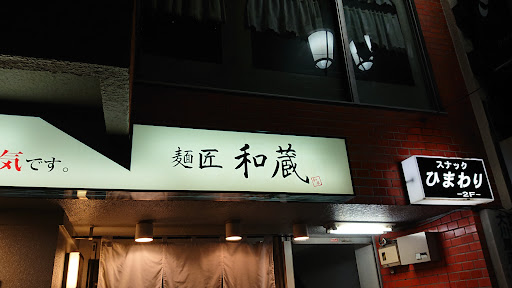 気です。
麺匠 和蔵
スナック
ひまわり
-2F-